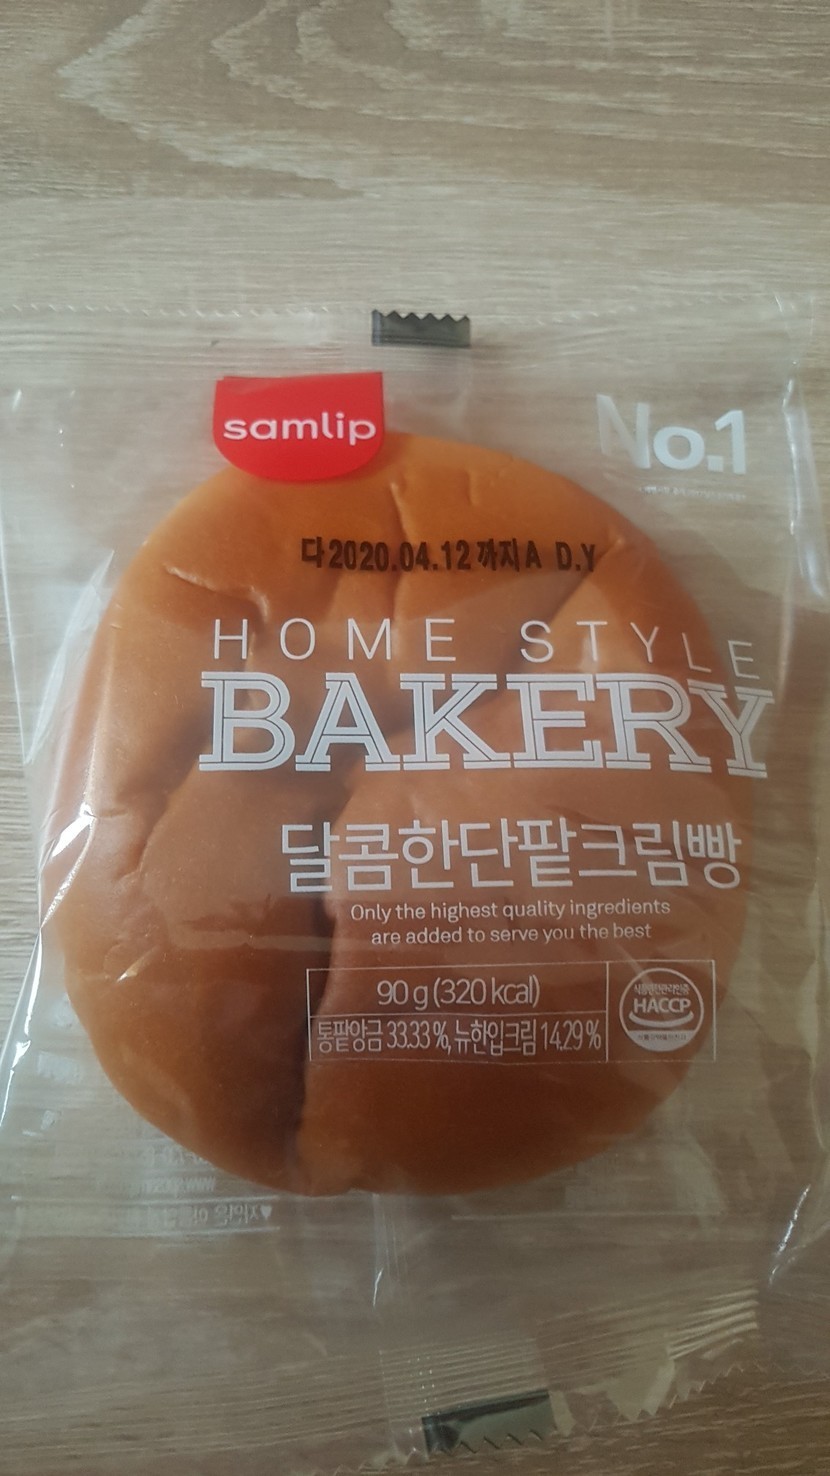 samlip
No.1
다2020.04.12까지A D.Y
HOME STYLE
BAKERY
달콤한단팥크림빵
Only the highest quality ingredients
are added to serve you the best
90 g (320 kcal)
통팥앙금 33.33%, 뉴한입크림 14.29%
HACCP